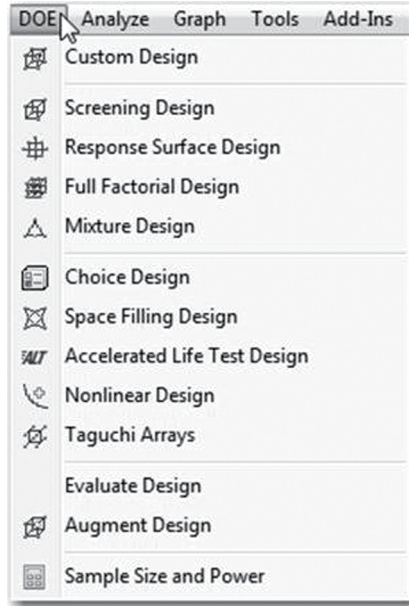 DOE Analyze Graph Tools Add-Ins
Custom Design
Screening Design
Response Surface Design
Full Factorial Design
Mixture Design
Choice Design
Space Filling Design
ALT Accelerated Life Test Design
Nonlinear Design
Taguchi Arrays
Evaluate Design
Augment Design
Sample Size and Power